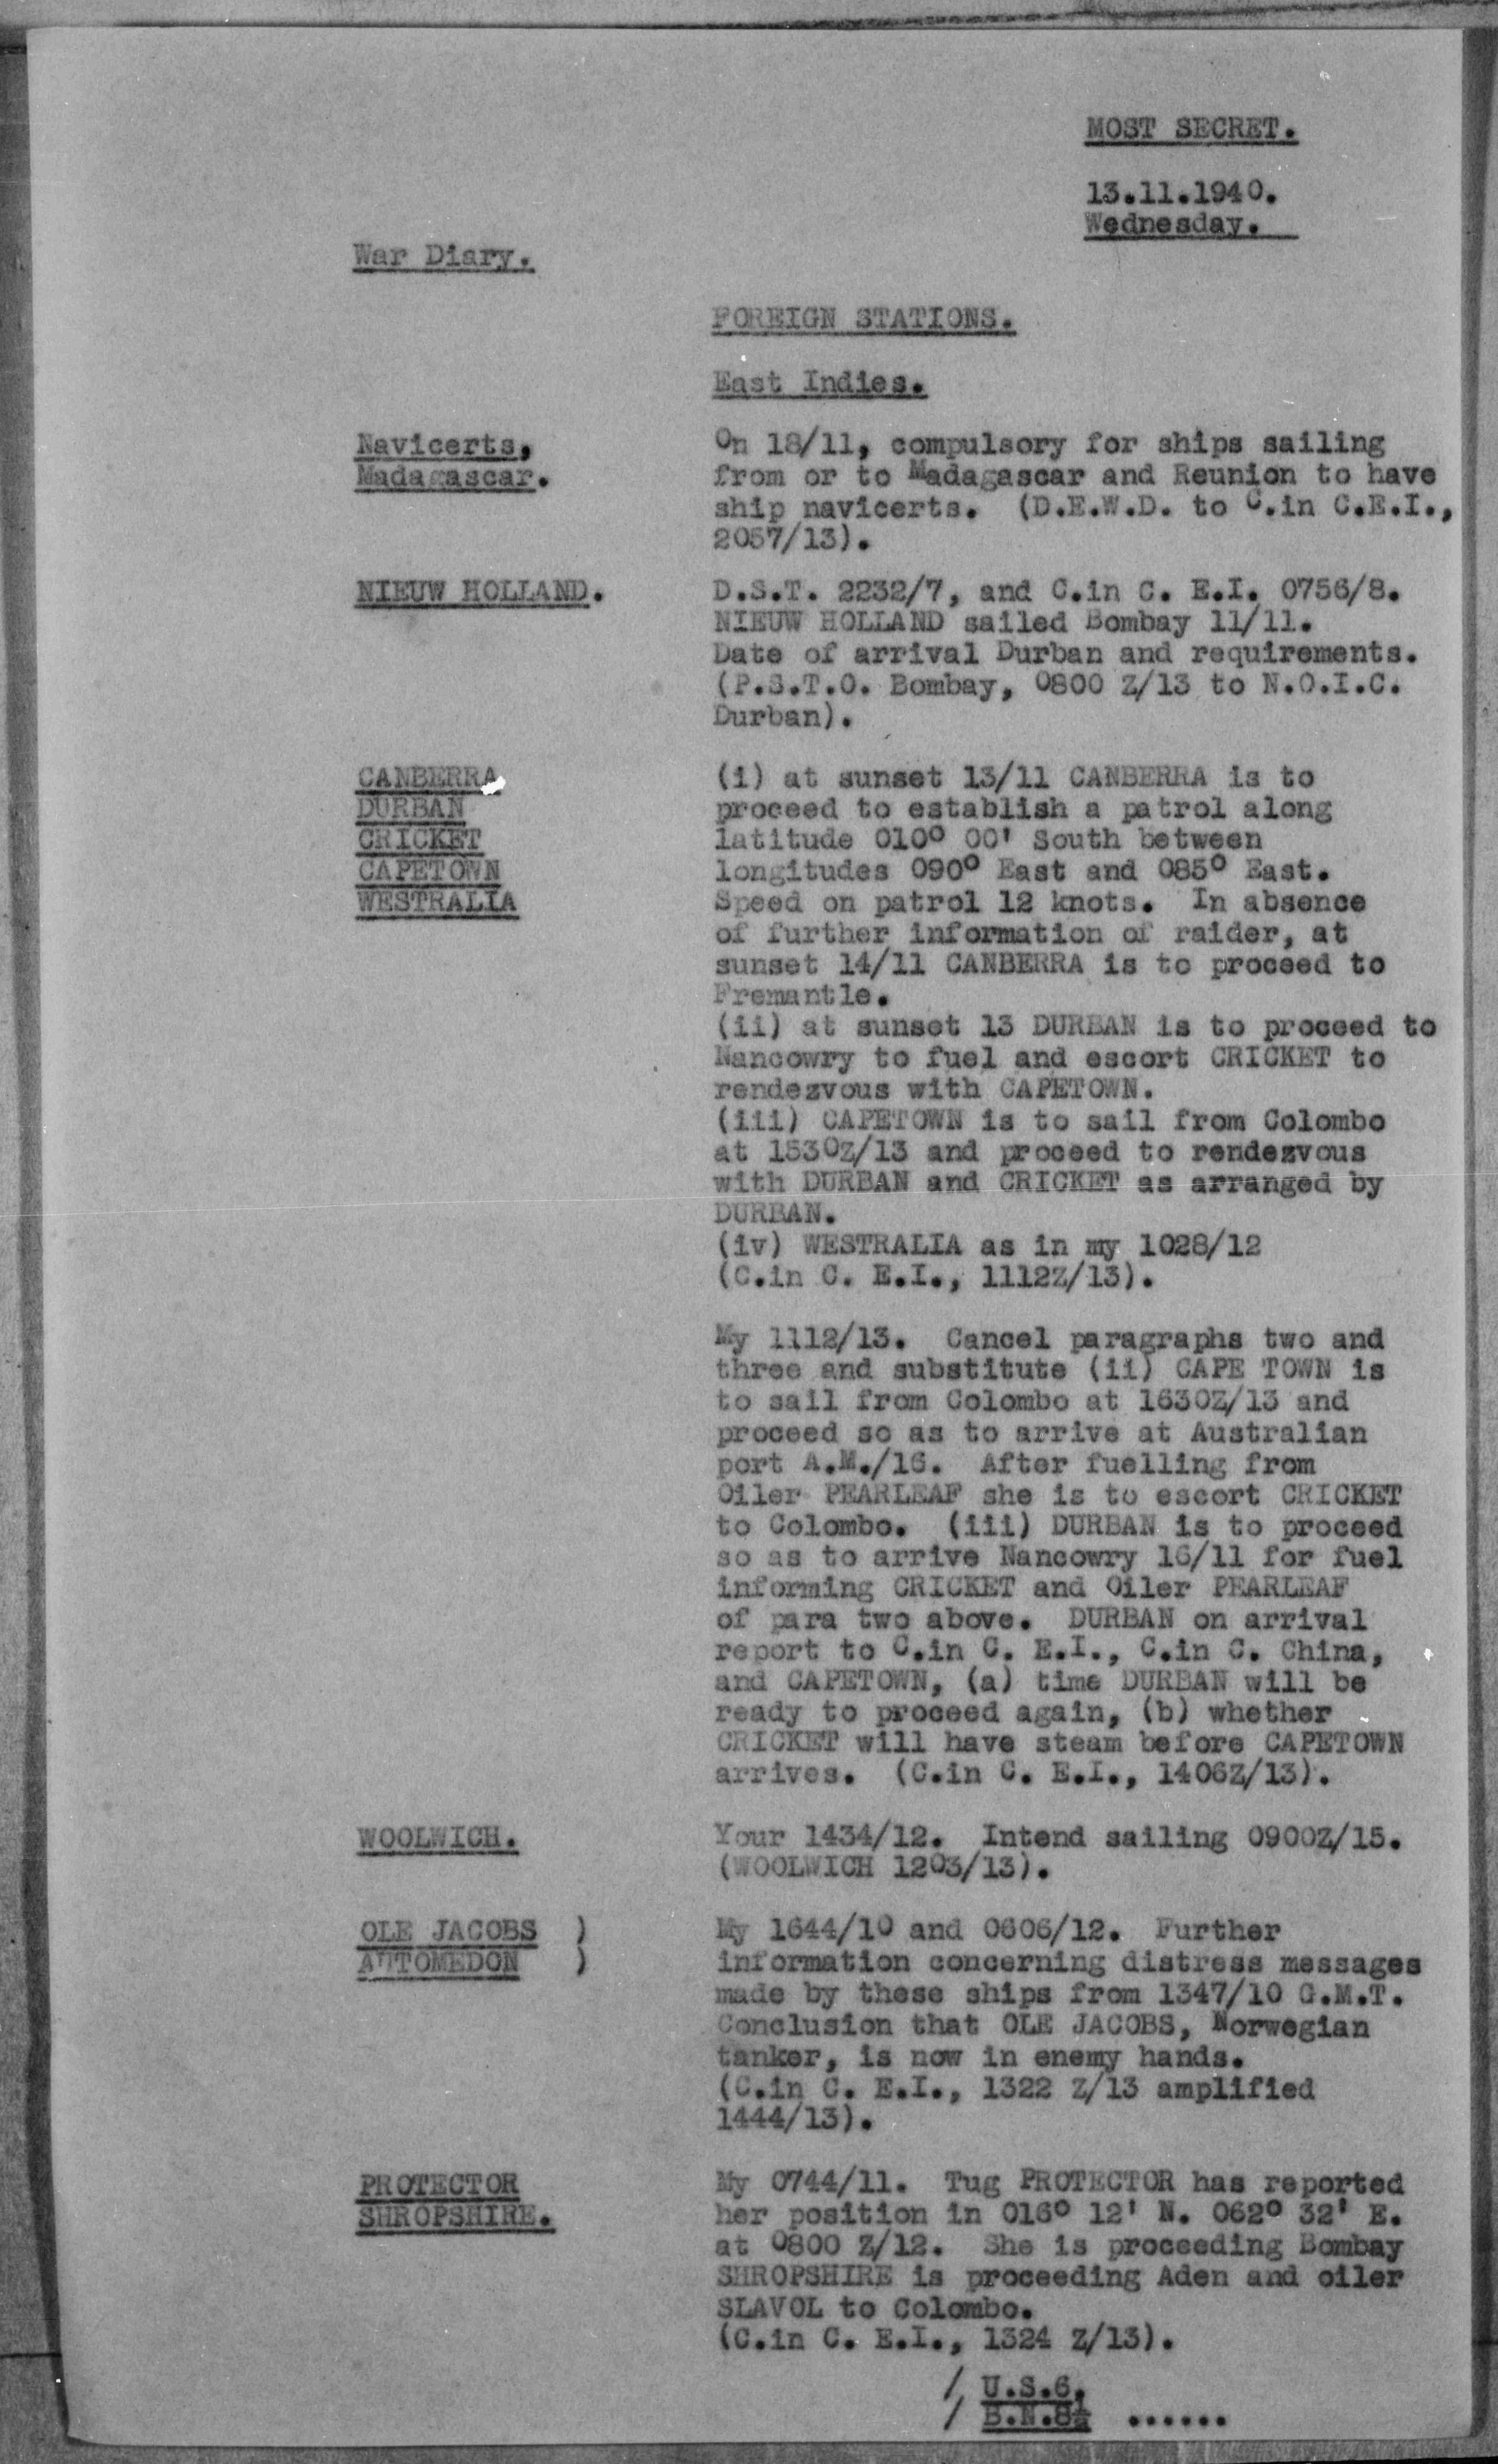 MOST SECRET.
13.11.1940.
Wednesday.
War Diary.
FOREIGN STATIONS.
East Indies.
Navicerts,
Madagascar.
On 18/11, compulsory for ships sailing
from or to Madagascar and Reunion to have
ship navicerts. (D.E.W.D. to C.in C.E.I.,
2057/13).
NIEUW HOLLAND.
D.S.T. 2232/7, and C.in C. E.I. 0756/8.
NIEUW HOLLAND sailed Bombay 11/11.
Date of arrival Durban and requirements.
(P.S.T.O. Bombay, 0800 Z/13 to N.O.I.C.
Durban).
CANBERRA
DURBAN
CRICKET
CAPETOWN
WESTRALIA
(i) at sunset 13/11 CANBERRA is to
proceed to establish a patrol along
latitude 010° 00' South between
longitudes 090° East and 085° East.
Speed on patrol 12 knots. In absence
of further information of raider, at
sunset 14/11 CANBERRA is to proceed to
Fremantle.
(ii) at sunset 13 DURBAN is to proceed to
Nancowry to fuel and escort CRICKET to
rendezvous with CAPETOWN.
(iii) CAPETOWN is to sail from Colombo
at 1530Z/13 and proceed to rendezvous
with DURBAN and CRICKET as arranged by
DURBAN.
(iv) WESTRALIA as in my 1028/12
(C.in C. E.I., 1112Z/13).
My 1112/13. Cancel paragraphs two and
three and substitute (ii) CAPE TOWN is
to sail from Colombo at 1630Z/13 and
proceed so as to arrive at Australian
port A.M./16. After fuelling from
Oiler PEARLEAF she is to escort CRICKET
to Colombo. (iii) DURBAN is to proceed
so as to arrive Nancowry 16/11 for fuel
informing CRICKET and Oiler PEARLEAF
of para two above. DURBAN on arrival
report to C.in C. E.I., C.in C. China,
and CAPETOWN, (a) time DURBAN will be
ready to proceed again, (b) whether
CRICKET will have steam before CAPETOWN
arrives. (C.in C. E.I., 1406Z/13).
WOOLWICH.
Your 1434/12. Intend sailing 0900Z/15.
(WOOLWICH 1203/13).
OLE JACOBS )
AUTOMEDON )
My 1644/10 and 0606/12. Further
information concerning distress messages
made by these ships from 1347/10 G.M.T.
Conclusion that OLE JACOBS, Norwegian
tanker, is now in enemy hands.
(C.in C. E.I., 1322 Z/13 amplified
1444/13).
PROTECTOR
SHROPSHIRE.
My 0744/11. Tug PROTECTOR has reported
her position in 016° 12' N. 062° 32' E.
at 0800 Z/12. She is proceeding Bombay
SHROPSHIRE is proceeding Aden and oiler
SLAVOL to Colombo.
(C.in C. E.I., 1324 Z/13).
/ U.S.6.
/ B.N.8½ ......